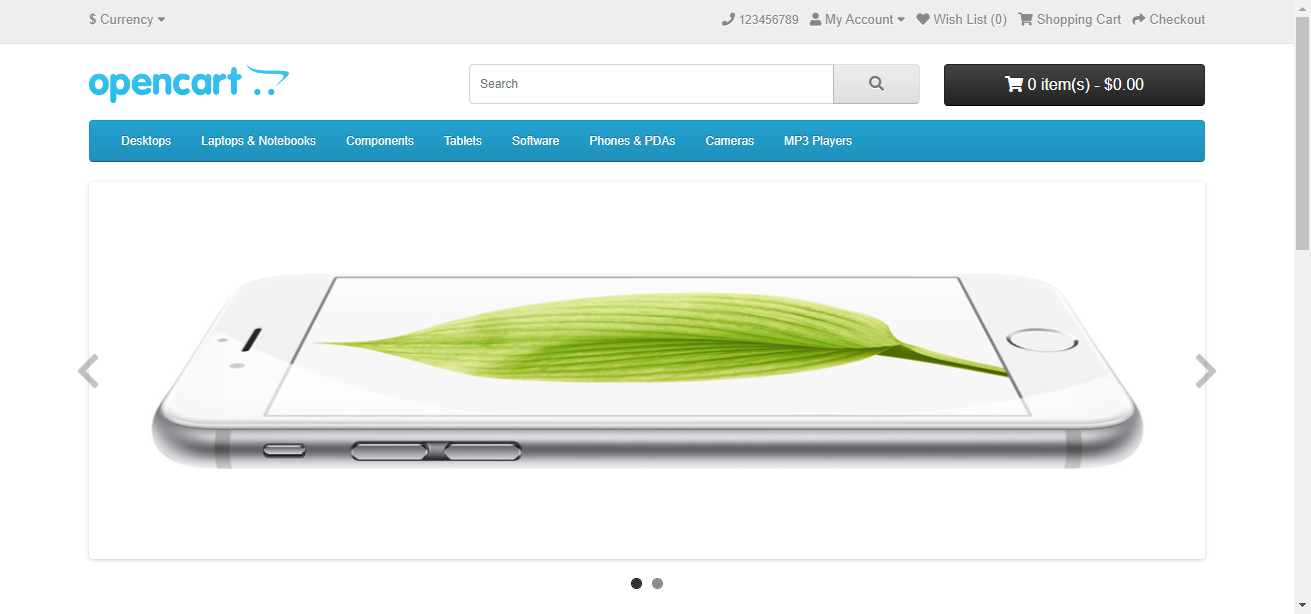 $ Currency
123456789 My Account Wish List (0) Shopping Cart Checkout
opencart
Search
0 item(s) - $0.00
Desktops Laptops & Notebooks Components Tablets Software Phones & PDAs Cameras MP3 Players